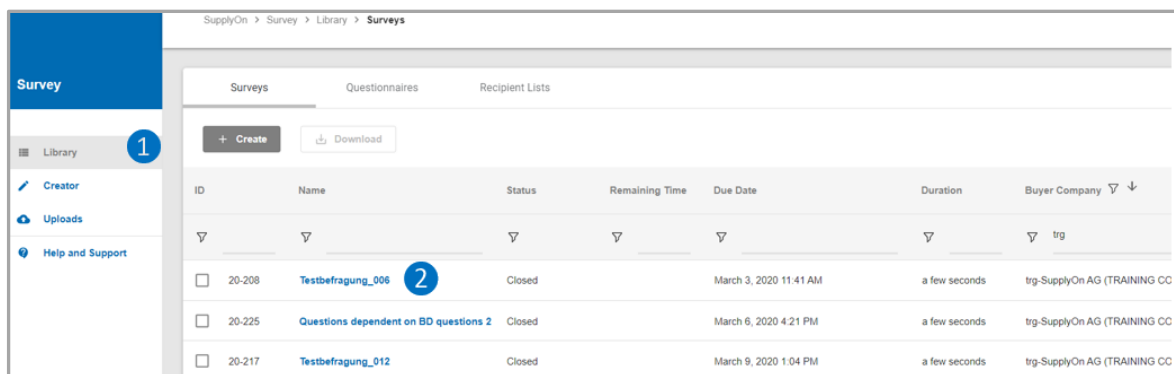 SupplyOn > Survey > Library > Surveys
Survey
Surveys Questionnaires Recipient Lists
1
+ Create Download
Library
Creator
ID Name Status Remaining Time Due Date Duration Buyer Company
Uploads
trg
Help and Support
2
20-208 Testbefragung_006 Closed March 3, 2020 11:41 AM a few seconds trg-SupplyOn AG (TRAINING CO
20-225 Questions dependent on BD questions 2 Closed March 6, 2020 4:21 PM a few seconds trg-SupplyOn AG (TRAINING CO
20-217 Testbefragung_012 Closed March 9, 2020 1:04 PM a few seconds trg-SupplyOn AG (TRAINING CO